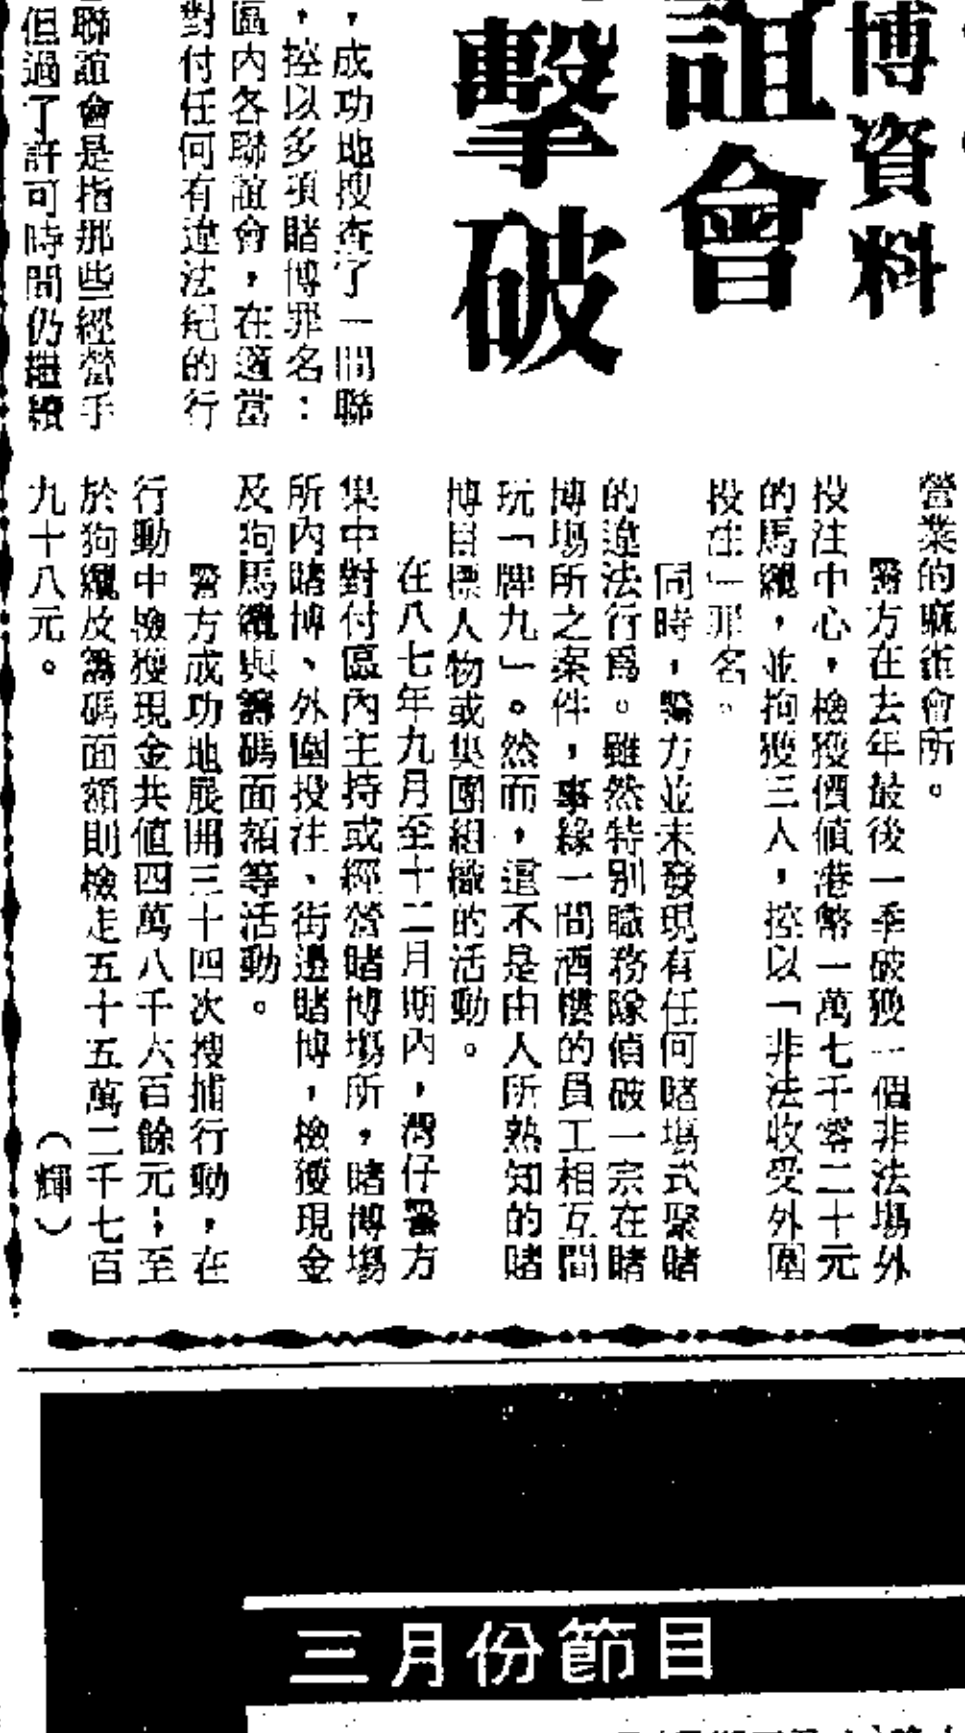 博資料
誼會
擊破
，成功地搜查了一間聯
，控以多項賭博罪名：
區內各聯誼會，在適當
對付任何有違法紀的行
聯誼會是指那些經營手
但過了許可時間仍繼續
營業的麻雀會所。
警方在去年最後一季破獲一個非法場外
投注中心，檢獲價值港幣一萬七千零二十元
的馬纜，並拘獲三人，控以「非法收受外圍
投注」罪名。
同時，警方並未發現有任何賭場式聚賭
的違法行為。雖然特別職務隊偵破一宗在賭
博場所之案件，事緣一間酒樓的員工相互間
玩「牌九」。然而，這不是由人所熟知的賭
博目標人物或集團組織的活動。
在八七年九月至十二月期內，灣仔警方
集中對付區內主持或經營賭博場所，賭博場
所內賭博、外圍投注、街邊賭博，檢獲現金
及狗馬纜與籌碼面額等活動。
警方成功地展開三十四次搜捕行動，在
行動中檢獲現金共值四萬八千六百餘元；至
於狗纜及籌碼面額則檢走五十五萬二千七百
九十八元。（輝）
三月份節目